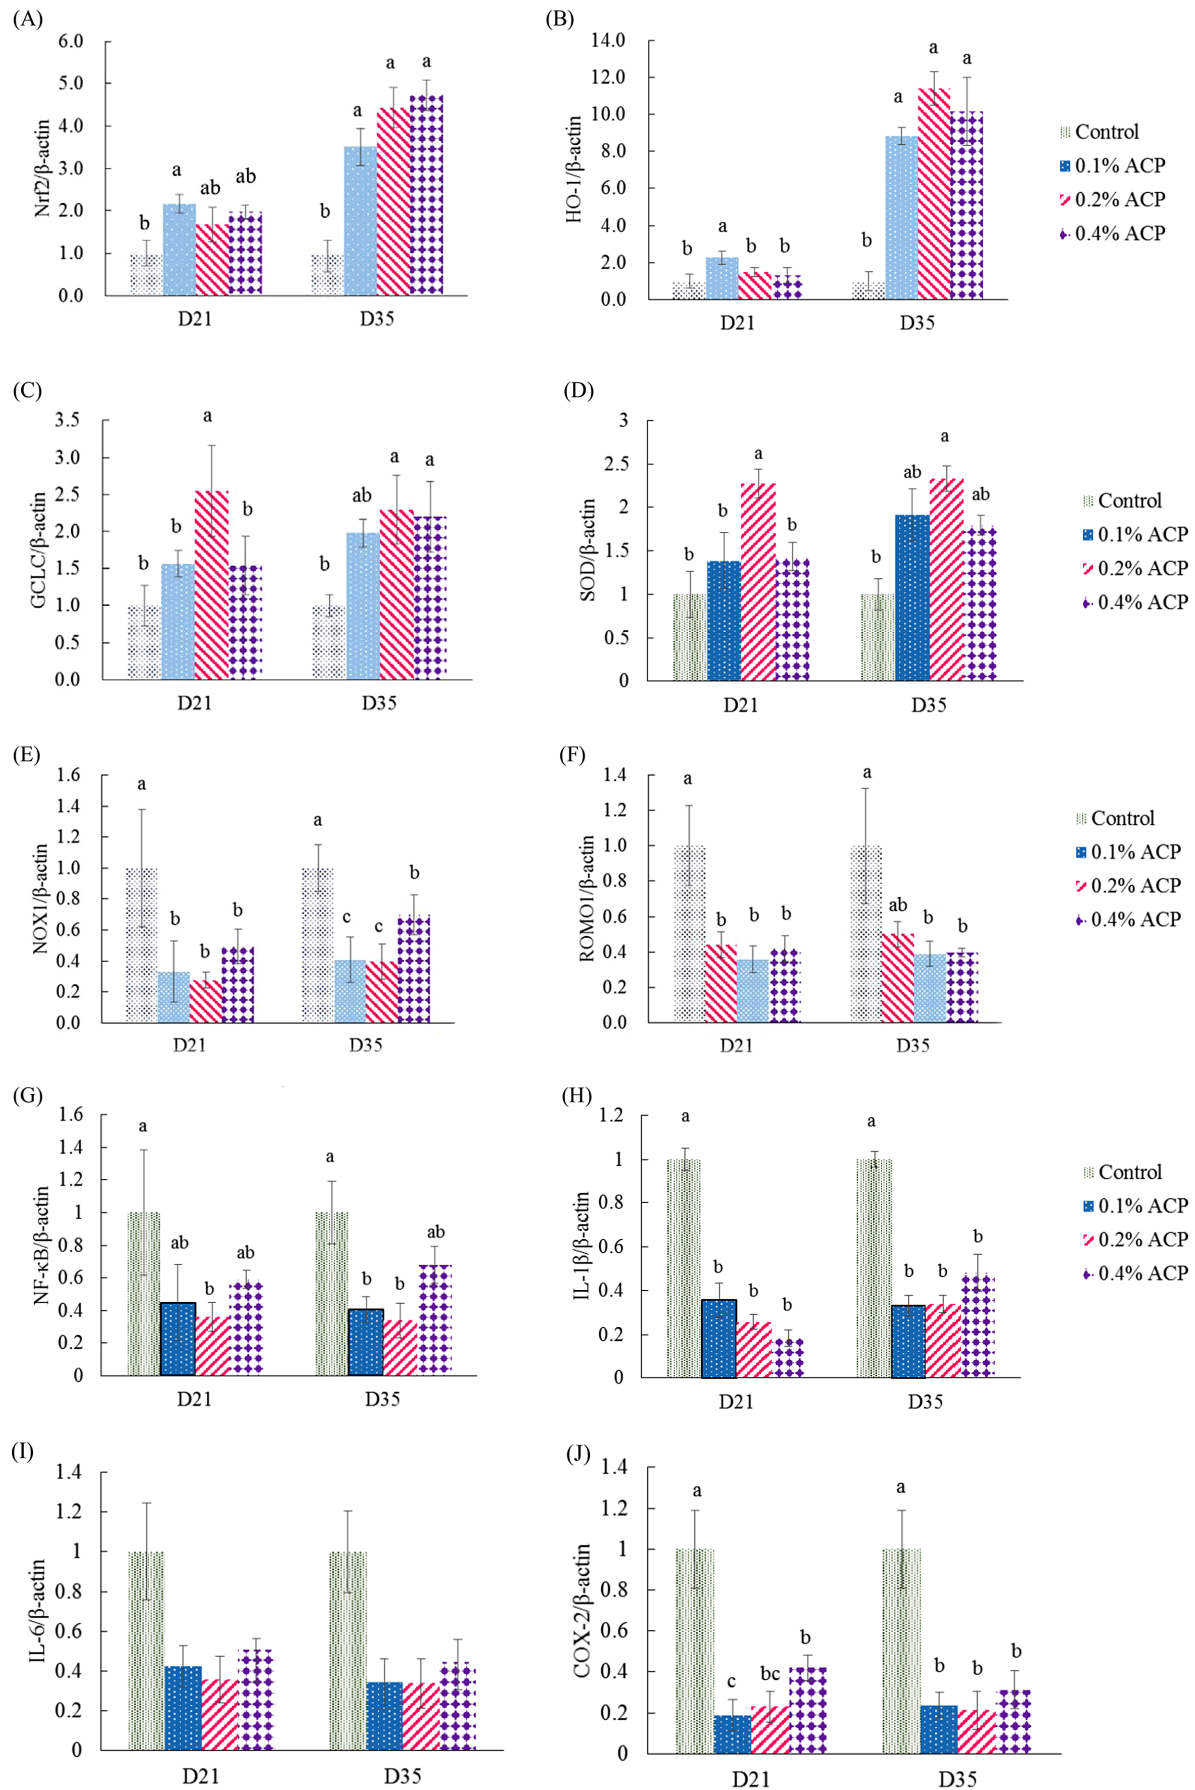 (A)
6.0
5.0
4.0
3.0
2.0
1.0
0.0
Nrf2/β-actin
b a ab ab
b a a a
D21 D35
(B)
14.0
12.0
10.0
8.0
6.0
4.0
2.0
0.0
HO-1/β-actin
b a b b
b a a a
D21 D35
Control
0.1% ACP
0.2% ACP
0.4% ACP
(C)
3.5
3.0
2.5
2.0
1.5
1.0
0.5
0.0
GCLC/β-actin
b b a b
b ab a a
D21 D35
(D)
3
2.5
2
1.5
1
0.5
0
SOD/β-actin
b b a b
b ab a ab
D21 D35
Control
0.1% ACP
0.2% ACP
0.4% ACP
(E)
1.6
1.4
1.2
1.0
0.8
0.6
0.4
0.2
0.0
NOX1/β-actin
a b b b
a c c b
D21 D35
(F)
1.4
1.2
1.0
0.8
0.6
0.4
0.2
0.0
ROMO1/β-actin
a b b b
a ab b b
D21 D35
Control
0.1% ACP
0.2% ACP
0.4% ACP
(G)
1.6
1.4
1.2
1
0.8
0.6
0.4
0.2
0
NF-κB/β-actin
a ab b ab
a b b ab
D21 D35
(H)
1.2
1
0.8
0.6
0.4
0.2
0
IL-1β/β-actin
a b b b
a b b b
D21 D35
Control
0.1% ACP
0.2% ACP
0.4% ACP
(I)
1.4
1.2
1
0.8
0.6
0.4
0.2
0
IL-6/β-actin
D21 D35
(J)
1.4
1.2
1
0.8
0.6
0.4
0.2
0
COX-2/β-actin
a c bc b
a b b b
D21 D35